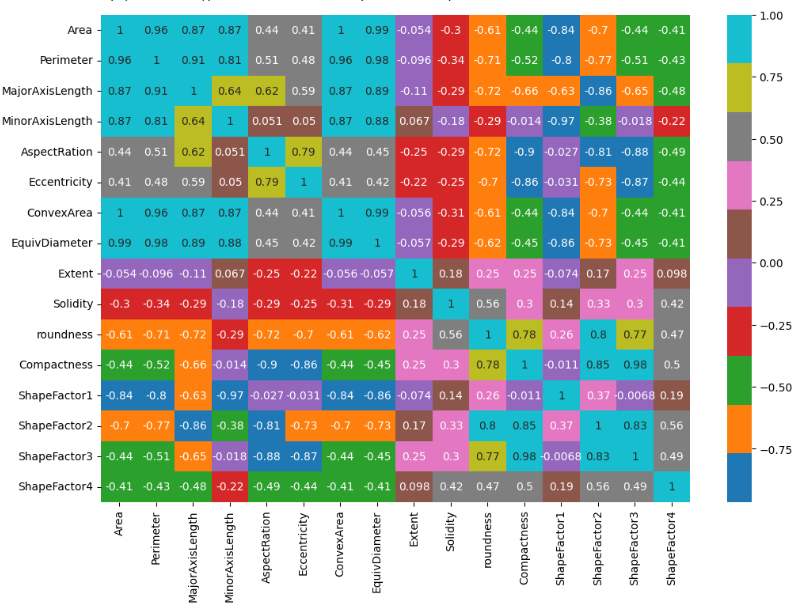 Area 1 0.96 0.87 0.87 0.44 0.41 1 0.99 -0.054 -0.3 -0.61 -0.44 -0.84 -0.7 -0.44 -0.41
Perimeter 0.96 1 0.91 0.81 0.51 0.48 0.96 0.98 -0.096 -0.34 -0.71 -0.52 -0.8 -0.77 -0.51 -0.43
MajorAxisLength 0.87 0.91 1 0.64 0.62 0.59 0.87 0.89 -0.11 -0.29 -0.72 -0.66 -0.63 -0.86 -0.65 -0.48
MinorAxisLength 0.87 0.81 0.64 1 0.051 0.05 0.87 0.88 0.067 -0.18 -0.29 -0.014 -0.97 -0.38 -0.018 -0.22
AspectRation 0.44 0.51 0.62 0.051 1 0.79 0.44 0.45 -0.25 -0.29 -0.72 -0.9 -0.027 -0.81 -0.88 -0.49
Eccentricity 0.41 0.48 0.59 0.05 0.79 1 0.41 0.42 -0.22 -0.25 -0.7 -0.86 -0.031 -0.73 -0.87 -0.44
ConvexArea 1 0.96 0.87 0.87 0.44 0.41 1 0.99 -0.056 -0.31 -0.61 -0.44 -0.84 -0.7 -0.44 -0.41
EquivDiameter 0.99 0.98 0.89 0.88 0.45 0.42 0.99 1 -0.057 -0.29 -0.62 -0.45 -0.86 -0.73 -0.45 -0.41
Extent -0.054 -0.096 -0.11 0.067 -0.25 -0.22 -0.056 -0.057 1 0.18 0.25 0.25 -0.074 0.17 0.25 0.098
Solidity -0.3 -0.34 -0.29 -0.18 -0.29 -0.25 -0.31 -0.29 0.18 1 0.56 0.3 0.14 0.33 0.3 0.42
roundness -0.61 -0.71 -0.72 -0.29 -0.72 -0.7 -0.61 -0.62 0.25 0.56 1 0.78 0.26 0.8 0.77 0.47
Compactness -0.44 -0.52 -0.66 -0.014 -0.9 -0.86 -0.44 -0.45 0.25 0.3 0.78 1 -0.011 0.85 0.98 0.5
ShapeFactor1 -0.84 -0.8 -0.63 -0.97 -0.027 -0.031 -0.84 -0.86 -0.074 0.14 0.26 -0.011 1 0.37 -0.0068 0.19
ShapeFactor2 -0.7 -0.77 -0.86 -0.38 -0.81 -0.73 -0.7 -0.73 0.17 0.33 0.8 0.85 0.37 1 0.83 0.56
ShapeFactor3 -0.44 -0.51 -0.65 -0.018 -0.88 -0.87 -0.44 -0.45 0.25 0.3 0.77 0.98 -0.0068 0.83 1 0.49
ShapeFactor4 -0.41 -0.43 -0.48 -0.22 -0.49 -0.44 -0.41 -0.41 0.098 0.42 0.47 0.5 0.19 0.56 0.49 1
Area
Perimeter
MajorAxisLength
MinorAxisLength
AspectRation
Eccentricity
ConvexArea
EquivDiameter
Extent
Solidity
roundness
Compactness
ShapeFactor1
ShapeFactor2
ShapeFactor3
ShapeFactor4
1.00
0.75
0.50
0.25
0.00
−0.25
−0.50
−0.75